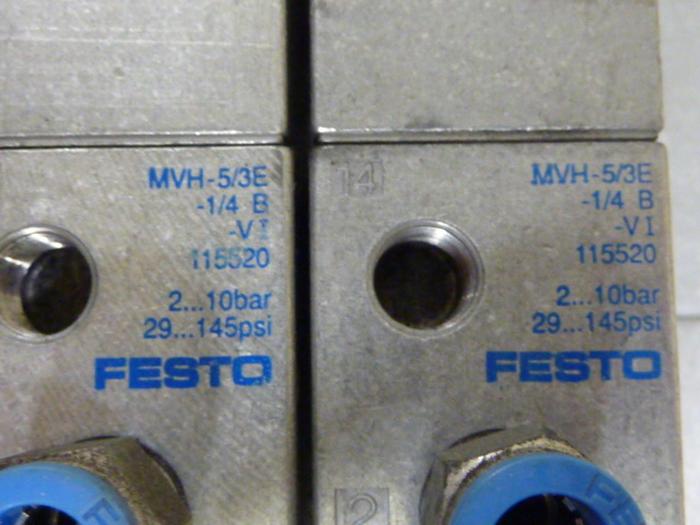 MVH-5/3E
-1/4 B
-VI
115520
2...10bar
29...145psi
FESTO
14
MVH-5/3E
-1/4 B
-VI
115520
2...10bar
29...145psi
FESTO
2